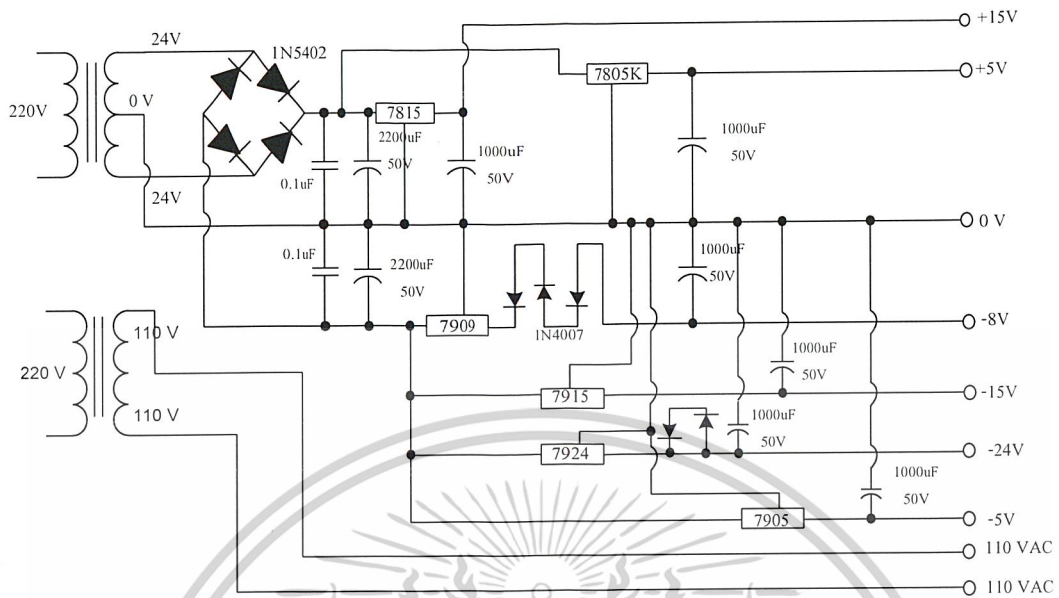 +15V
24V
1N5402
7805K
+5V
220V
0 V
7815
2200uF
50V
1000uF
50V
1000uF
50V
0.1uF
24V
0 V
0.1uF
2200uF
50V
1000uF
50V
7909
1N4007
-8V
110 V
220 V
1000uF
50V
7915
-15V
110 V
1000uF
50V
7924
-24V
1000uF
50V
7905
-5V
110 VAC
110 VAC